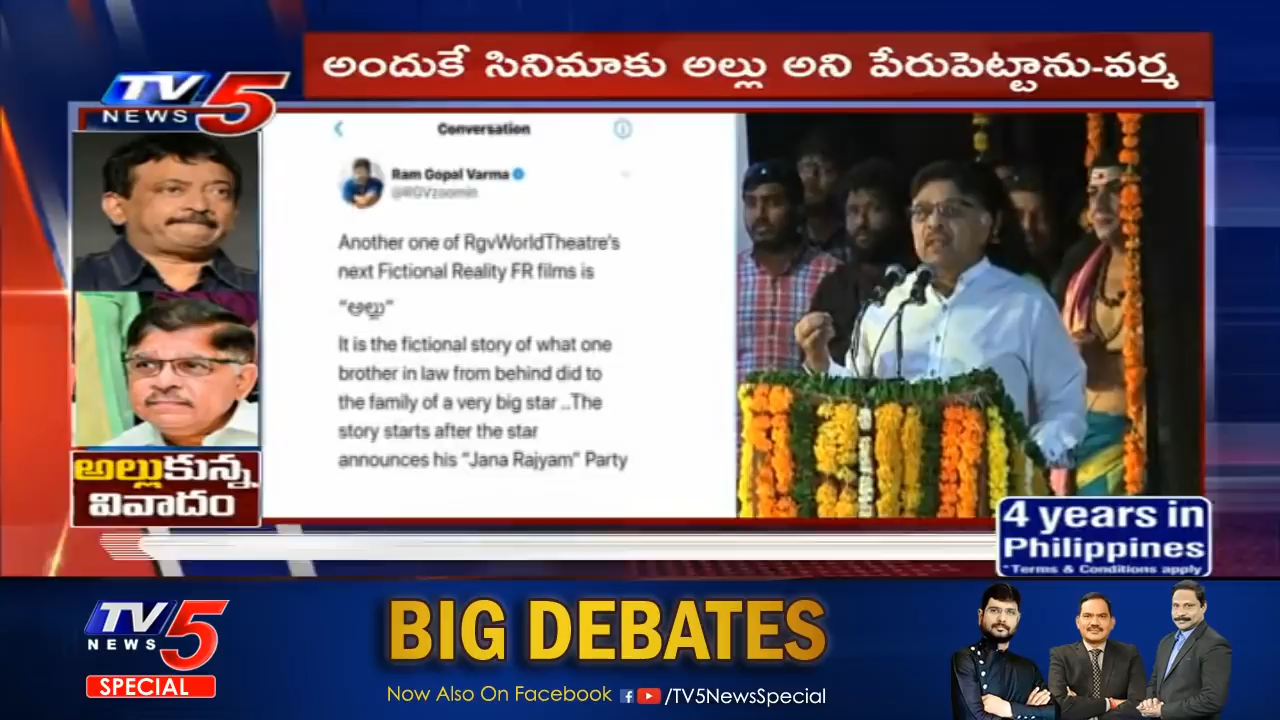 అందుకే సినిమాకు అల్లు అని పేరుపెట్టాను-వర్మ
TV5
NEWS
Conversation
Ram Gopal Varma
@RGVzoomin
Another one of RgvWorldTheatre's
next Fictional Reality FR films is
"అల్లు"
It is the fictional story of what one
brother in law from behind did to
the family of a very big star ..The
story starts after the star
announces his "Jana Rajyam" Party
అల్లుకున్న
వివాదం
4 years in
Philippines
*Terms & Conditions apply
TV5
NEWS
SPECIAL
BIG DEBATES
Now Also On Facebook f /TV5NewsSpecial